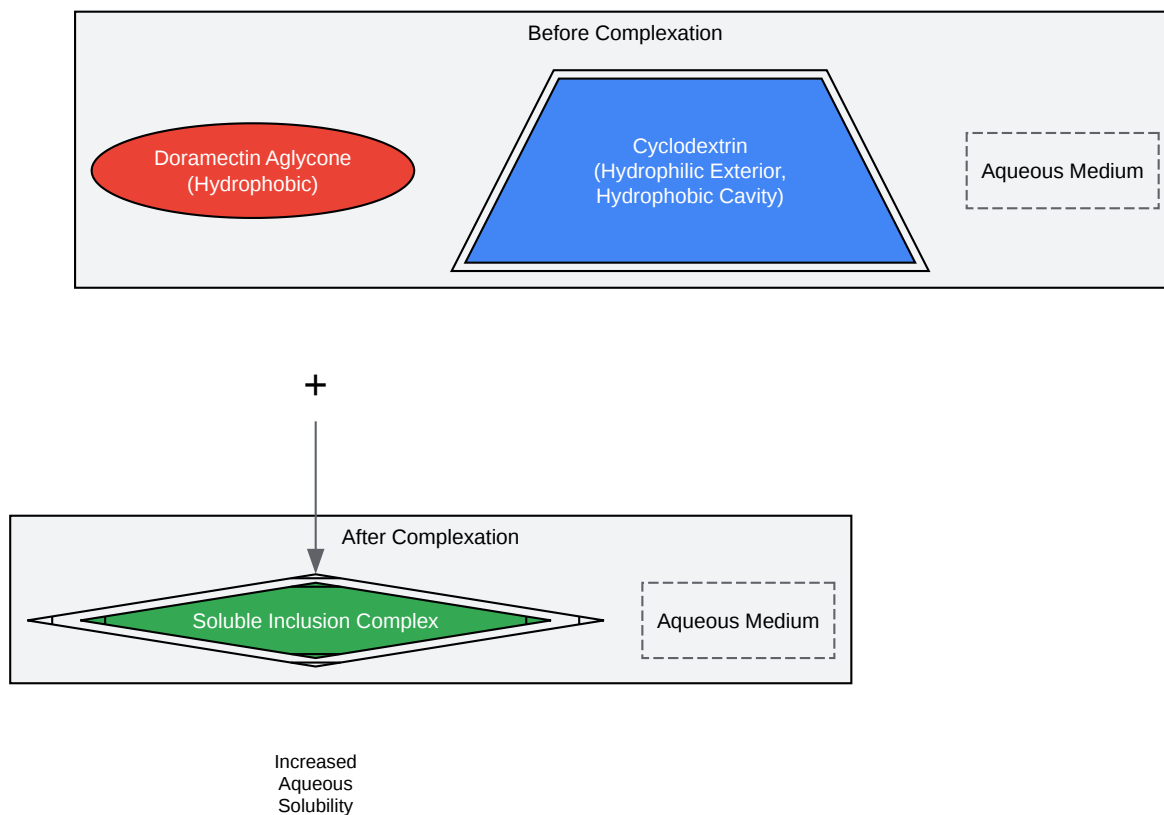 Before Complexation
Doramectin Aglycone
(Hydrophobic)
Cyclodextrin
(Hydrophilic Exterior,
Hydrophobic Cavity)
Aqueous Medium
+
After Complexation
Soluble Inclusion Complex
Aqueous Medium
Increased
Aqueous
Solubility